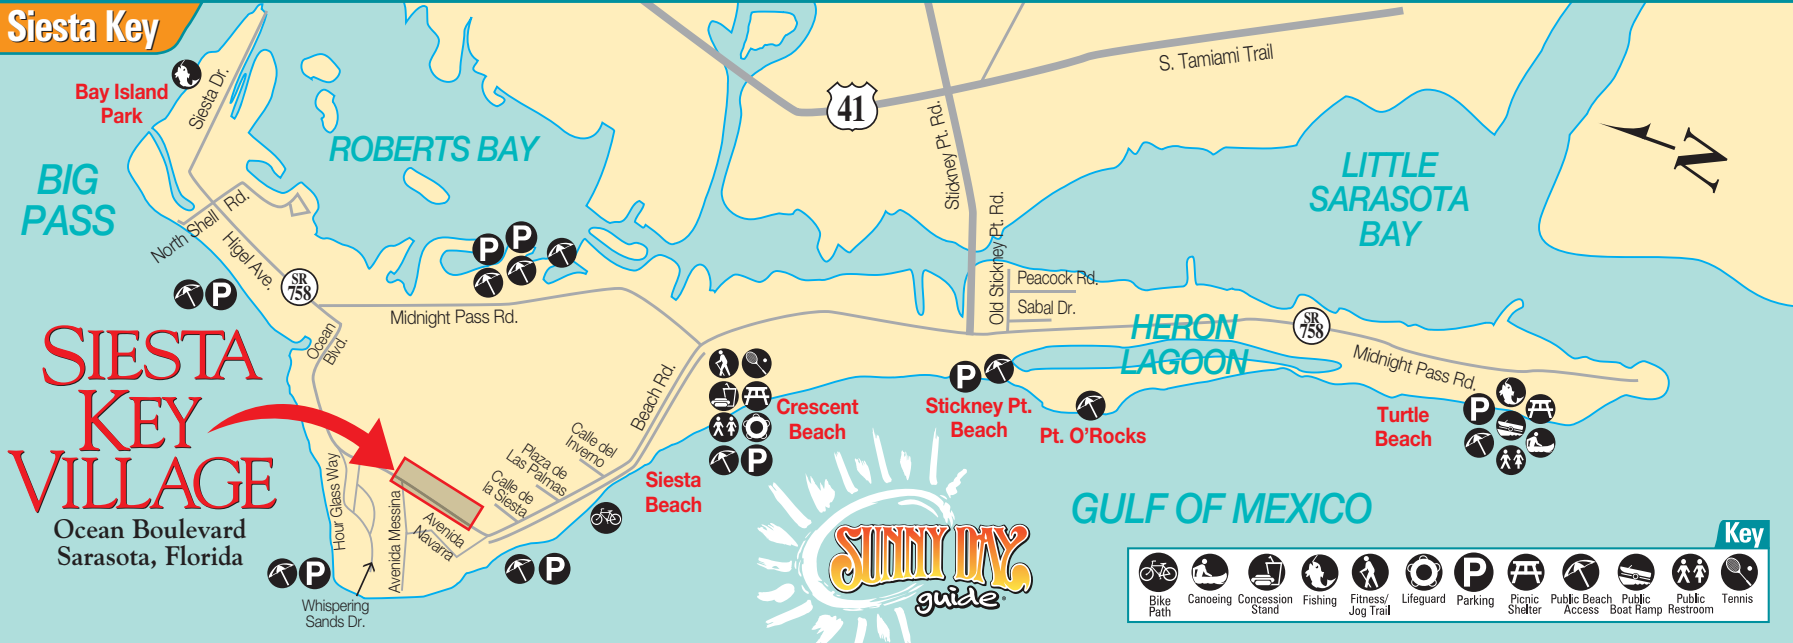 Siesta Key
Bay Island
Park
Siesta Dr.
BIG
PASS
ROBERTS BAY
41
S. Tamiami Trail
Stickney Pt. Rd.
LITTLE
SARASOTA
BAY
N
North Shell Rd.
Higel Ave.
SR
758
P
P
P
Midnight Pass Rd.
Ocean
Blvd.
Old Stickney Pt. Rd.
Peacock Rd.
Sabal Dr.
HERON
LAGOON
SR
758
Midnight Pass Rd.
SIESTA
KEY
VILLAGE
Ocean Boulevard
Sarasota, Florida
Hour Glass Way
Avenida Messina
Avenida
Navarra
Calle de
la Siesta
Plaza de
Las Palmas
Calle del
Inverno
Beach Rd.
Whispering
Sands Dr.
P
P
Siesta
Beach
P
Crescent
Beach
P
Stickney Pt.
Beach
Pt. O'Rocks
Turtle
Beach
P
GULF OF MEXICO
SUNNY DAY
guide
Key
P
Bike
Path
Canoeing
Concession
Stand
Fishing
Fitness/
Jog Trail
Lifeguard
Parking
Picnic
Shelter
Public Beach
Access
Public
Boat Ramp
Public
Restroom
Tennis